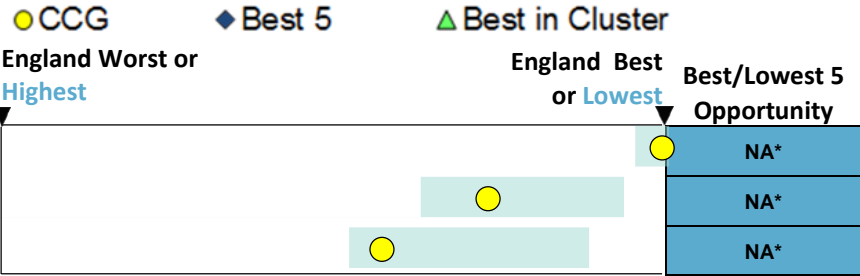 CCG Best 5 Best in Cluster
England Worst or
Highest
England Best
or Lowest
Best/Lowest 5
Opportunity
NA*
NA*
NA*